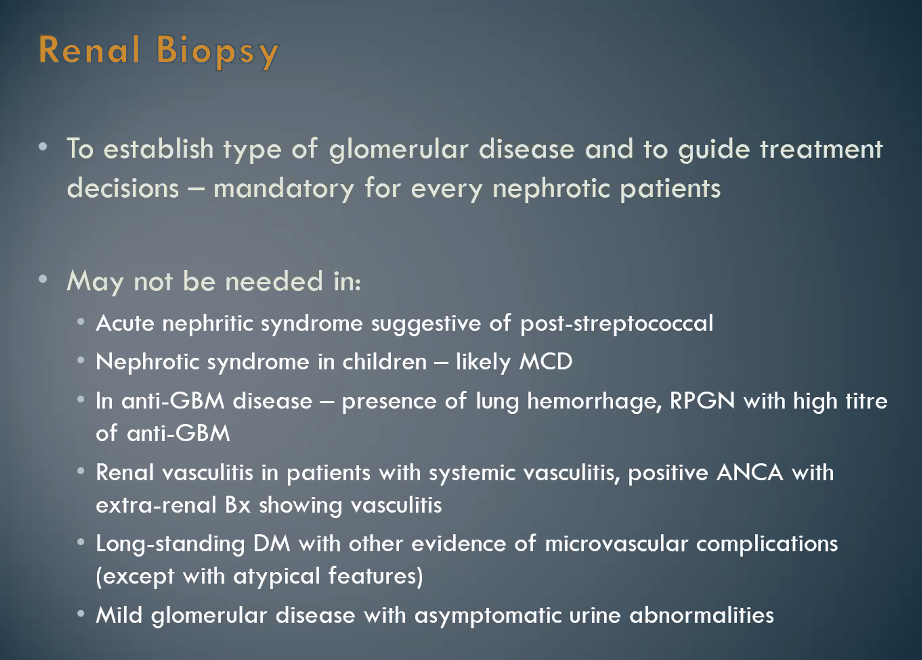 Renal Biopsy
• To establish type of glomerular disease and to guide treatment
decisions – mandatory for every nephrotic patients
• May not be needed in:
• Acute nephritic syndrome suggestive of post-streptococcal
• Nephrotic syndrome in children – likely MCD
• In anti-GBM disease – presence of lung hemorrhage, RPGN with high titre
of anti-GBM
• Renal vasculitis in patients with systemic vasculitis, positive ANCA with
extra-renal Bx showing vasculitis
• Long-standing DM with other evidence of microvascular complications
(except with atypical features)
• Mild glomerular disease with asymptomatic urine abnormalities